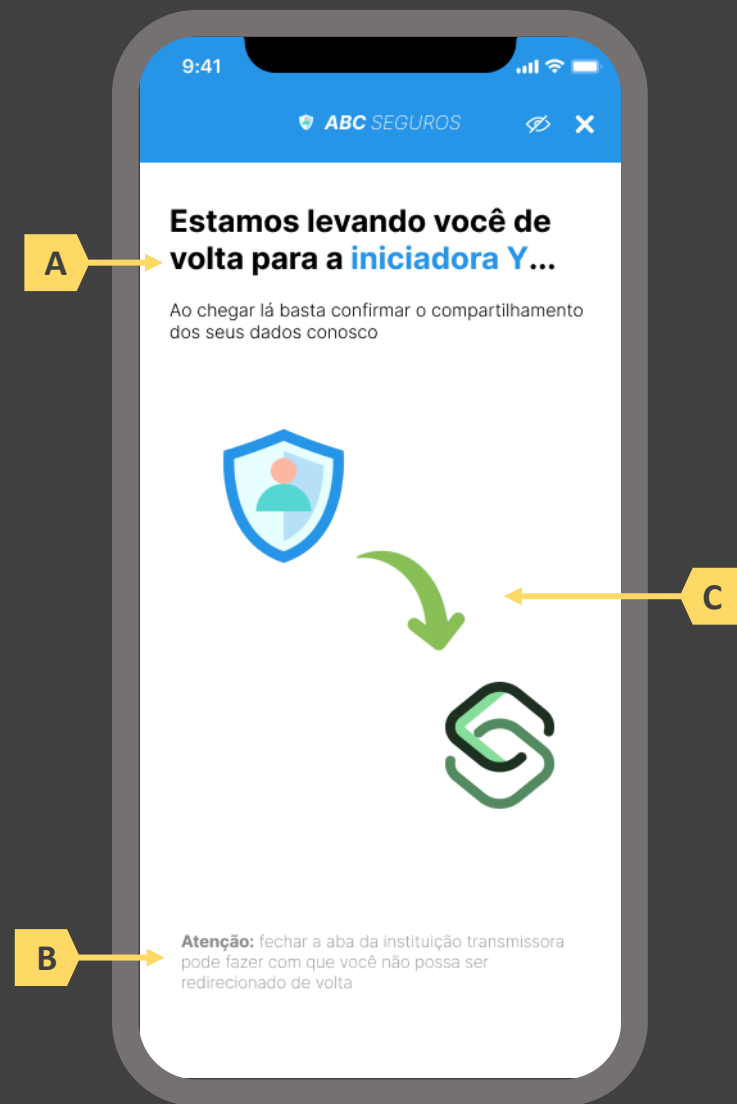 9:41
ABC SEGUROS
Estamos levando você de
volta para a iniciadora Y...
A
Ao chegar lá basta confirmar o compartilhamento
dos seus dados conosco
C
Atenção: fechar a aba da instituição transmissora
pode fazer com que você não possa ser
redirecionado de volta
B